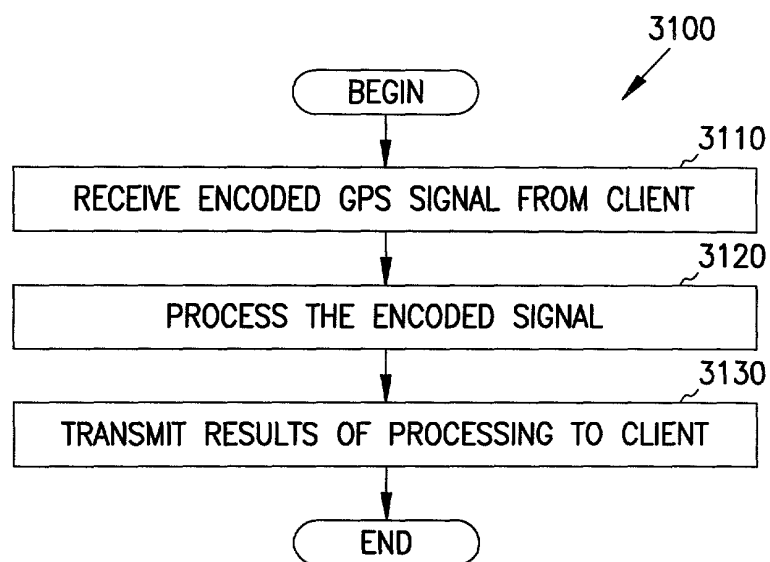 3100
BEGIN
3110
RECEIVE ENCODED GPS SIGNAL FROM CLIENT
3120
PROCESS THE ENCODED SIGNAL
3130
TRANSMIT RESULTS OF PROCESSING TO CLIENT
END